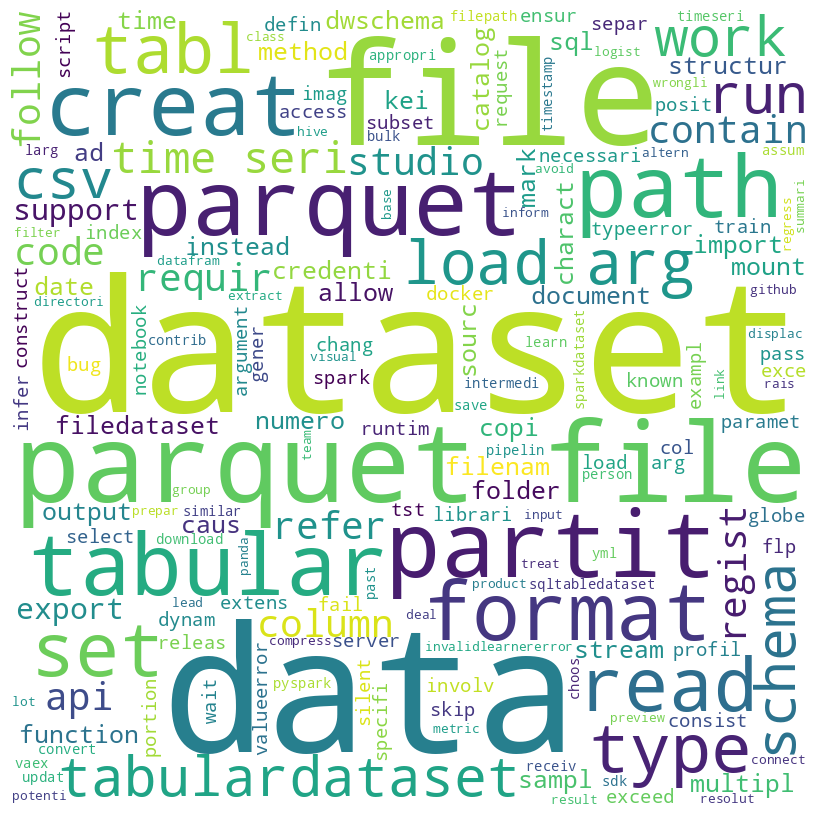 follow
script
time
tabl
defin
dwschema
method
filepath
ensur
request
catalog
appropri
class
separ
sql
logist
timeseri
work
structur
file
creat
imag
access
kei
subset
hive
bulk
timestamp
wrongli
posit
run
contain
larg
ad
time seri
studio
mark
necessari
altern
avoid
assum
summari
csv
parquet
base
inform
path
support
filter
index
instead
datafram
charact
typeerror
train
regress
code
requir
credenti
load arg
import
mount
date
directori
construct
infer
extract
allow
docker
document
github
dataset
bug
contrib
notebook
argument
gener
chang
visual
spark
sourc
learn
intermedi
save
sparkdataset
known
exampl
link
displac
pass
exce
rais
filedataset
numero
runtim
copi
paramet
parquet file
team
pipelin
filenam
load
arg
col
person
group
folder
output
prepar
similar
caus
refer
tst
librari
input
partit
regist
globe
select
download
panda
treat
yml
flp
tabular
past
product
sqltabledataset
format
schema
export
lead
extens
fail
column
deal
dynam
set
releas
compress
server
invalidlearnererror
stream
profil
data
choos
read
api
portion
wait
valueerror
pyspark
silent
specifi
involv
skip
metric
preview
consist
lot
function
type
connect
convert
vaex
updat
potenti
tabulardataset
receiv
sampl
sdk
multipl
result
exceed
resolut